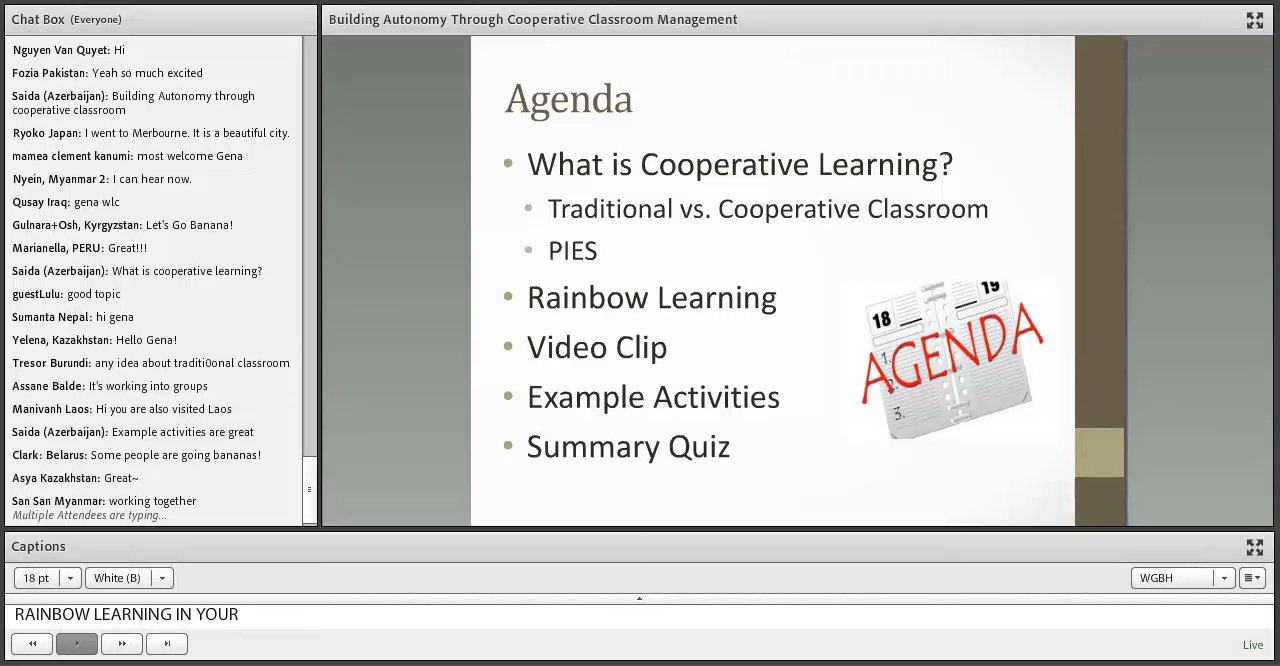 Chat Box (Everyone)
Nguyen Van Quyet: Hi
Fozia Pakistan: Yeah so much excited
Saida (Azerbaijan): Building Autonomy through
cooperative classroom
Ryoko Japan: I went to Merbourne. It is a beautiful city.
mamea clement kanumi: most welcome Gena
Nyein, Myanmar 2: I can hear now.
Qusay Iraq: gena wlc
Gulnara+Osh, Kyrgyzstan: Let's Go Banana!
Marianella, PERU: Great!!!
Saida (Azerbaijan): What is cooperative learning?
guestLulu: good topic
Sumanta Nepal: hi gena
Yelena, Kazakhstan: Hello Gena!
Tresor Burundi: any idea about traditi0onal classroom
Assane Balde: It's working into groups
Manivanh Laos: Hi you are also visited Laos
Saida (Azerbaijan): Example activities are great
Clark: Belarus: Some people are going bananas!
Asya Kazakhstan: Great~
San San Myanmar: working together
Multiple Attendees are typing...
Building Autonomy Through Cooperative Classroom Management
Agenda
• What is Cooperative Learning?
• Traditional vs. Cooperative Classroom
• PIES
• Rainbow Learning
• Video Clip
• Example Activities
• Summary Quiz
18
19
1.
3.
AGENDA
Captions
18 pt
White (B)
WGBH
RAINBOW LEARNING IN YOUR
Live